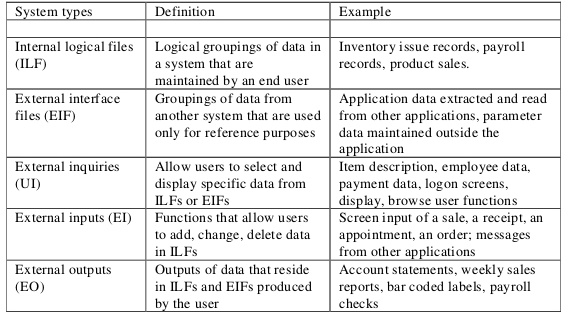 System types Definition Example
Internal logical files (ILF)
Logical groupings of data in a system that are maintained by an end user
Inventory issue records, payroll records, product sales.
External interface files (EIF)
Groupings of data from another system that are used only for reference purposes
Application data extracted and read from other applications, parameter data maintained outside the application
External inquiries (UI)
Allow users to select and display specific data from ILFs or EIFs
Item description, employee data, payment data, logon screens, display, browse user functions
External inputs (EI)
Functions that allow users to add, change, delete data in ILFs
Screen input of a sale, a receipt, an appointment, an order; messages from other applications
External outputs (EO)
Outputs of data that reside in ILFs and EIFs produced by the user
Account statements, weekly sales reports, bar coded labels, payroll checks